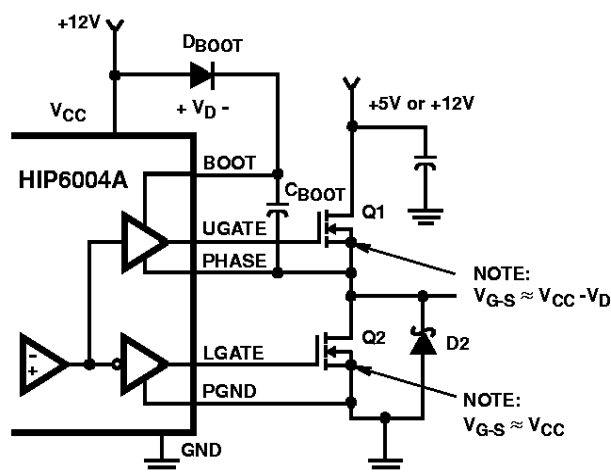 +12V
DBOOT
+ VD -
VCC
+5V or +12V
BOOT
HIP6004A
CBOOT
UGATE
Q1
PHASE
NOTE:
VG-S ≈ VCC -VD
- +
LGATE
Q2
D2
PGND
NOTE:
VG-S ≈ VCC
GND